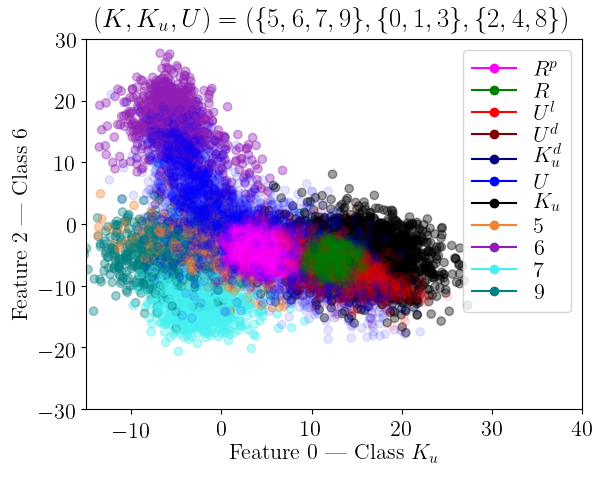 (K, K_u, U) = ({5, 6, 7, 9}, {0, 1, 3}, {2, 4, 8})
30
20
10
0
−10
−20
−30
Feature 2 — Class 6
R^p
R
U^l
U^d
K_u^d
U
K_u
5
6
7
9
−10
0
10
20
30
40
Feature 0 — Class K_u